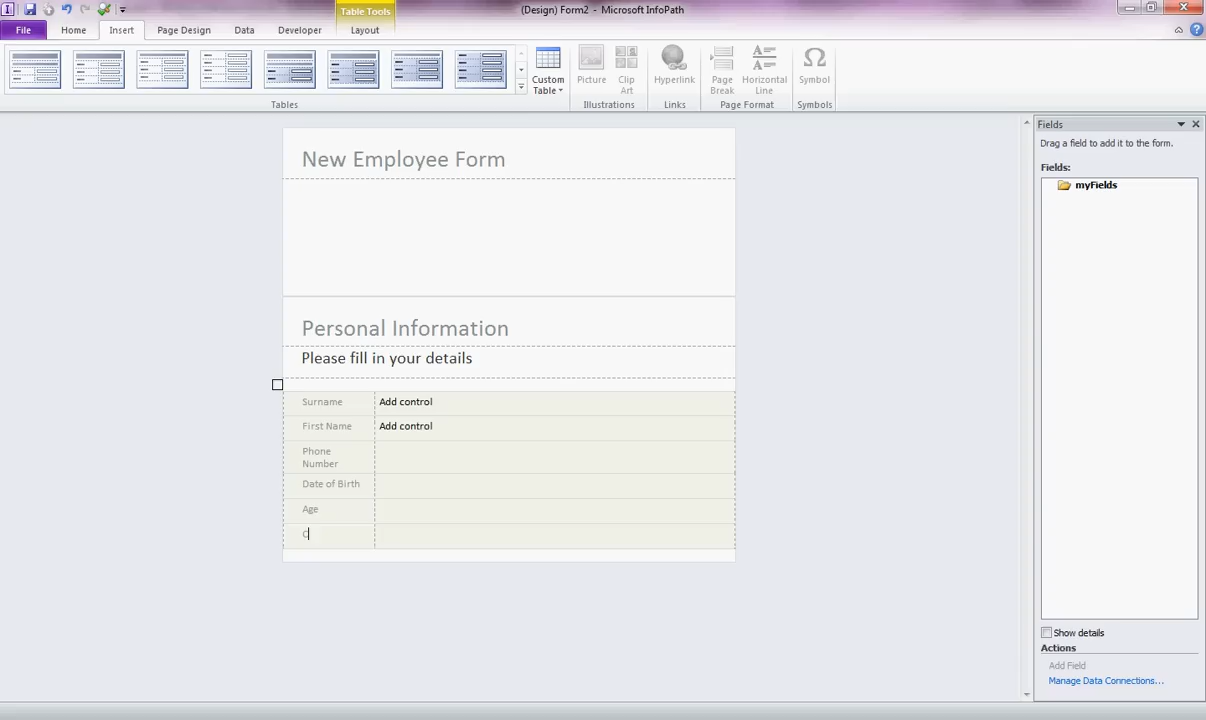 Table Tools
(Design) Form2 - Microsoft InfoPath
File Home Insert Page Design Data Developer Layout
Custom Table
Picture
Clip Art
Hyperlink
Page Break
Horizontal Line
Symbol
Tables Illustrations Links Page Format Symbols
New Employee Form
Personal Information
Please fill in your details
Surname Add control
First Name Add control
Phone
Number
Date of Birth
Age
C
Fields
Drag a field to add it to the form.
Fields:
myFields
Show details
Actions
Add Field
Manage Data Connections...